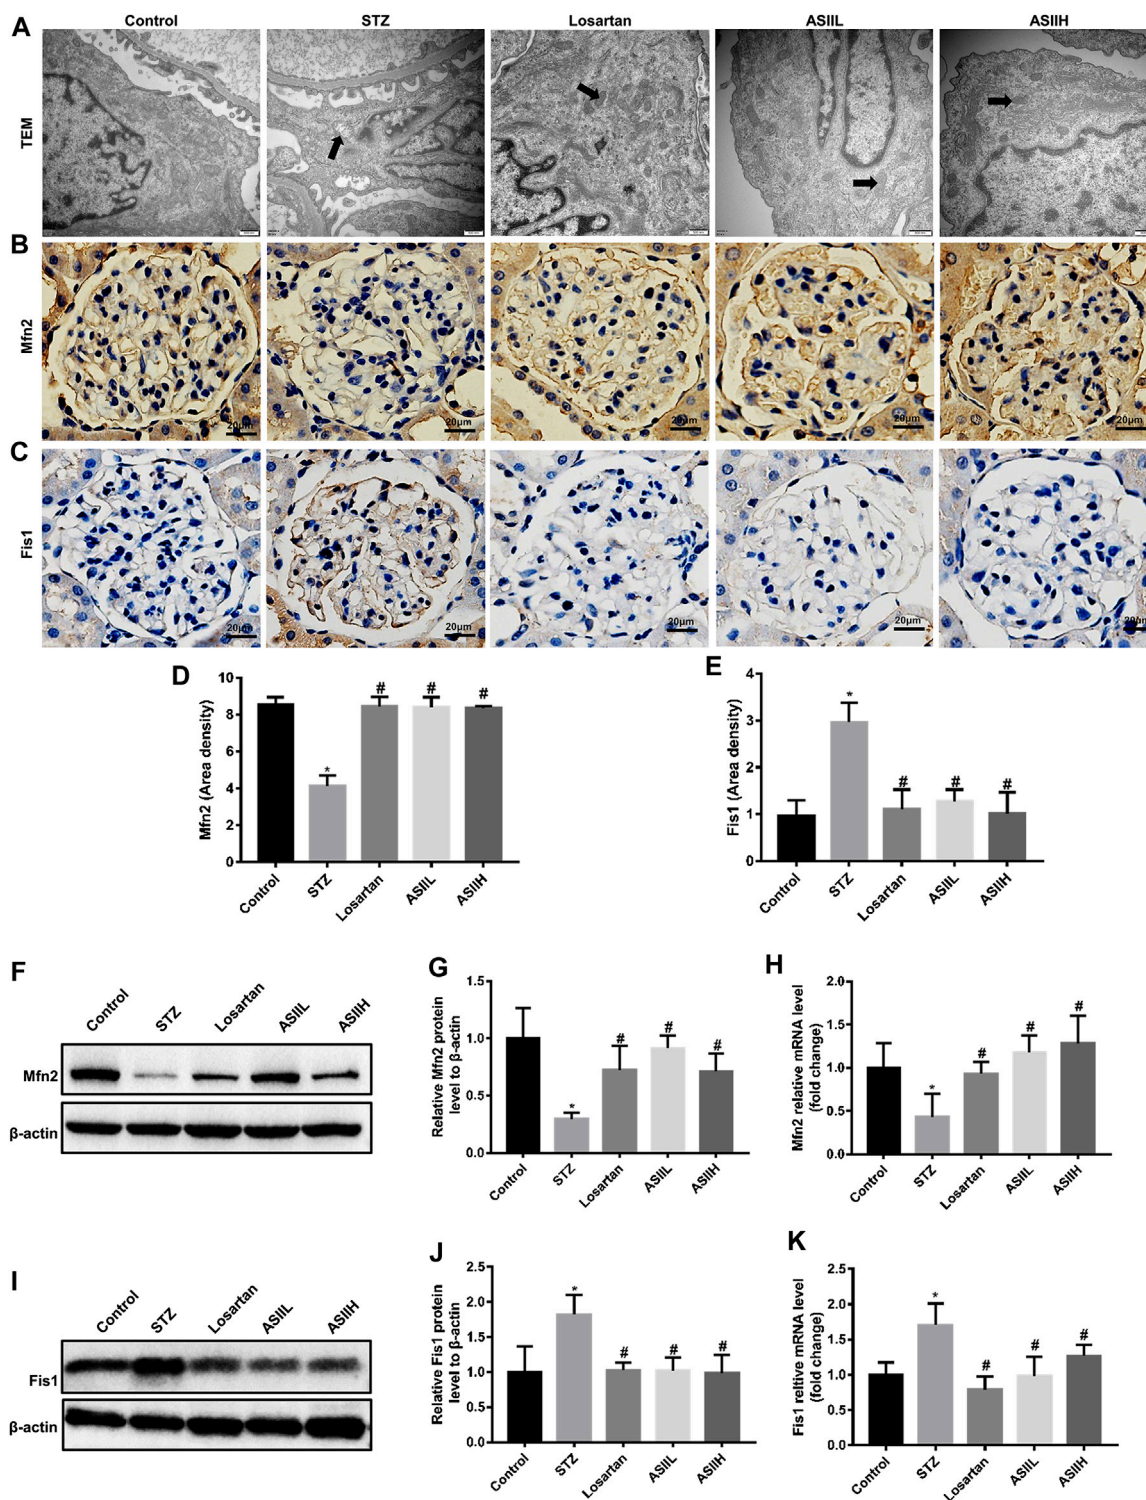 A
Control
STZ
Losartan
ASIIL
ASIIH
TEM
B
Mfn2
20μm
20μm
20μm
20μm
20μm
C
Fis1
20μm
20μm
20μm
20μm
20μm
D
Mfn2 (Area density)
10
8
6
4
2
0
*
#
#
#
Control
STZ
Losartan
ASIIL
ASIIH
E
Fis1 (Area density)
4
3
2
1
0
*
#
#
#
Control
STZ
Losartan
ASIIL
ASIIH
F
Control
STZ
Losartan
ASIIL
ASIIH
Mfn2
β-actin
G
Relative Mfn2 protein
level to β-actin
1.5
1.0
0.5
0.0
*
#
#
#
Control
STZ
Losartan
ASIIL
ASIIH
H
Mfn2 relative mRNA level
(fold change)
2.0
1.5
1.0
0.5
0.0
*
#
#
#
Control
STZ
Losartan
ASIIL
ASIIH
I
Control
STZ
Losartan
ASIIL
ASIIH
Fis1
β-actin
J
Relative Fis1 protein
level to β-actin
2.5
2.0
1.5
1.0
0.5
0.0
*
#
#
#
Control
STZ
Losartan
ASIIL
ASIIH
K
Fis1 reltive mRNA level
(fold change)
2.5
2.0
1.5
1.0
0.5
0.0
*
#
#
#
Control
STZ
Losartan
ASIIL
ASIIH